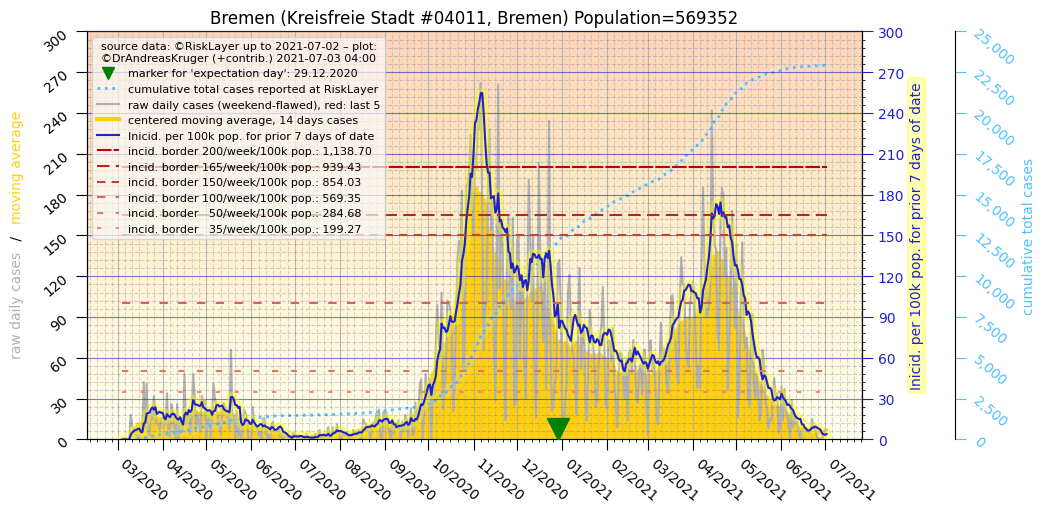 Bremen (Kreisfreie Stadt #04011, Bremen) Population=569352
source data: ©RiskLayer up to 2021-07-02 – plot:
©DrAndreasKruger (+contrib.) 2021-07-03 04:00
marker for 'expectation day': 29.12.2020
cumulative total cases reported at RiskLayer
raw daily cases (weekend-flawed), red: last 5
centered moving average, 14 days cases
Inicid. per 100k pop. for prior 7 days of date
incid. border 200/week/100k pop.: 1,138.70
incid. border 165/week/100k pop.: 939.43
incid. border 150/week/100k pop.: 854.03
incid. border 100/week/100k pop.: 569.35
incid. border   50/week/100k pop.: 284.68
incid. border   35/week/100k pop.: 199.27
raw daily cases   /   moving average
300
270
240
210
180
150
120
90
60
30
0
03/2020
04/2020
05/2020
06/2020
07/2020
08/2020
09/2020
10/2020
11/2020
12/2020
01/2021
02/2021
03/2021
04/2021
05/2021
06/2021
07/2021
300
270
240
210
180
150
120
90
60
30
0
Inicid. per 100k pop. for prior 7 days of date
25,000
22,500
20,000
17,500
15,000
12,500
10,000
7,500
5,000
2,500
0
cumulative total cases